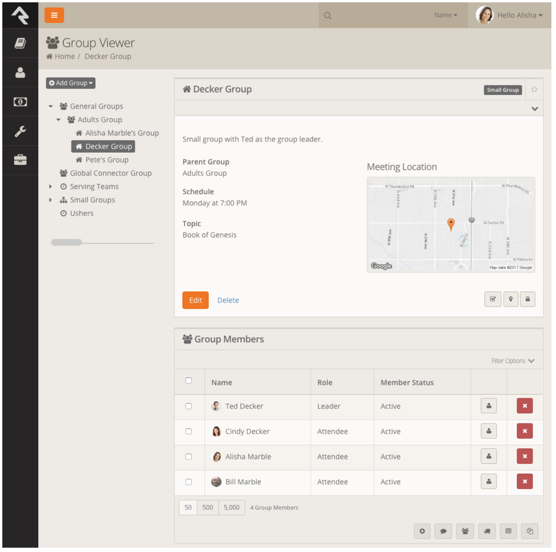 Name
Hello Alisha
Group Viewer
Home / Decker Group
Add Group
General Groups
Adults Group
Alisha Marble's Group
Decker Group
Pete's Group
Global Connector Group
Serving Teams
Small Groups
Ushers
Decker Group
Small Group
Small group with Ted as the group leader.
Parent Group
Adults Group
Schedule
Monday at 7:00 PM
Topic
Book of Genesis
Meeting Location
Google
Map data ©2017 Google
Edit
Delete
Group Members
Filter Options
Name Role Member Status
Ted Decker Leader Active
Cindy Decker Attendee Active
Alisha Marble Attendee Active
Bill Marble Attendee Active
50 500 5,000 4 Group Members